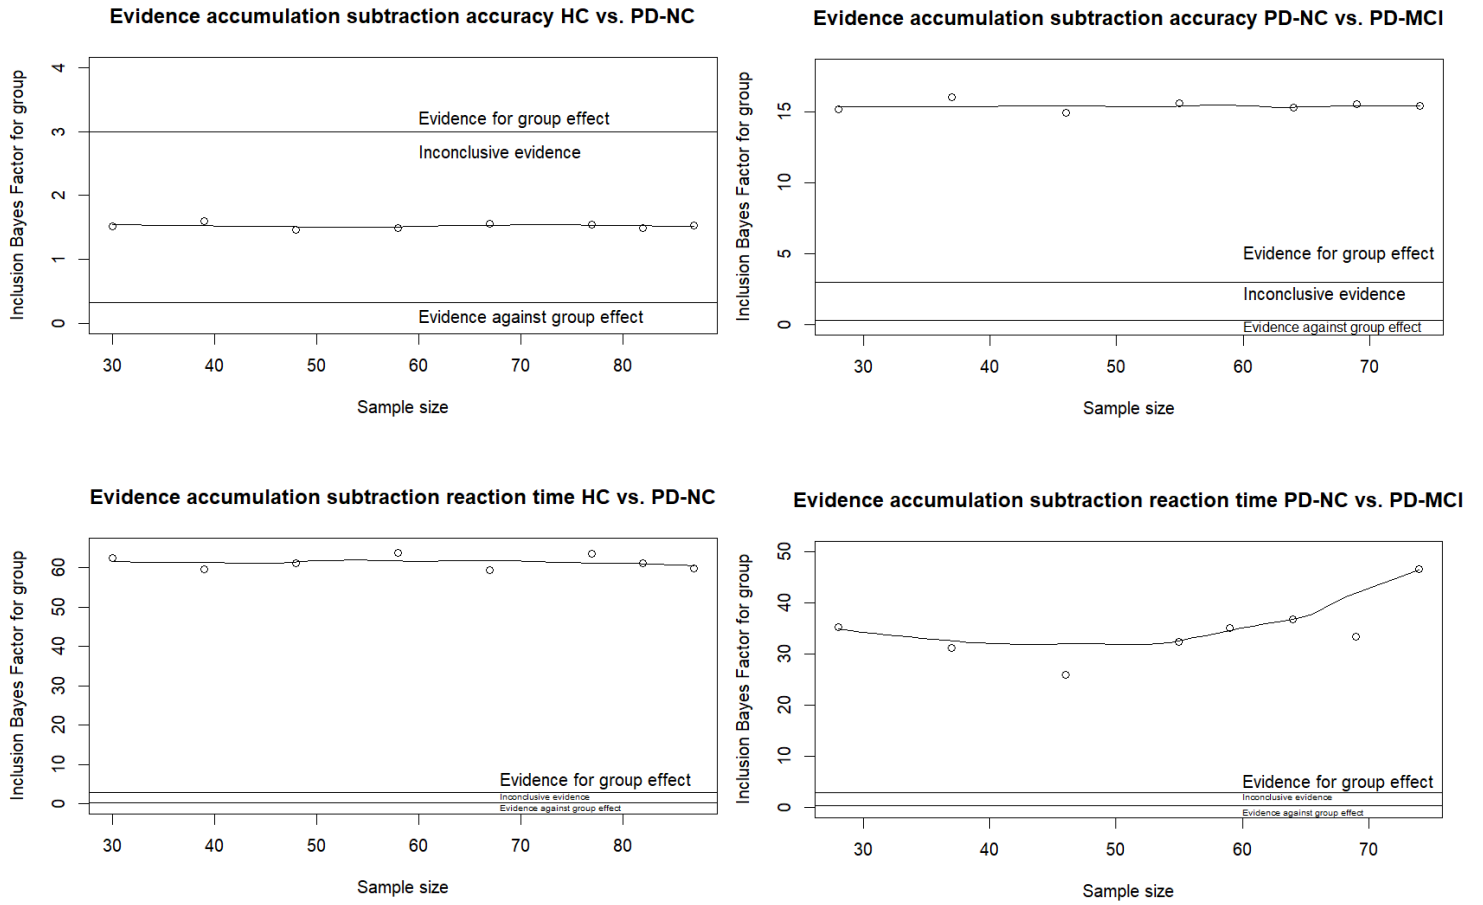 Evidence accumulation subtraction accuracy HC vs. PD-NC
Inclusion Bayes Factor for group
4
3
2
1
0
Evidence for group effect
Inconclusive evidence
Evidence against group effect
30 40 50 60 70 80
Sample size
Evidence accumulation subtraction accuracy PD-NC vs. PD-MCI
Inclusion Bayes Factor for group
15
10
5
0
Evidence for group effect
Inconclusive evidence
Evidence against group effect
30 40 50 60 70
Sample size
Evidence accumulation subtraction reaction time HC vs. PD-NC
Inclusion Bayes Factor for group
60
50
40
30
20
10
0
Evidence for group effect
Inconclusive evidence
Evidence against group effect
30 40 50 60 70 80
Sample size
Evidence accumulation subtraction reaction time PD-NC vs. PD-MCI
Inclusion Bayes Factor for group
50
40
30
20
10
0
Evidence for group effect
Inconclusive evidence
Evidence against group effect
30 40 50 60 70
Sample size